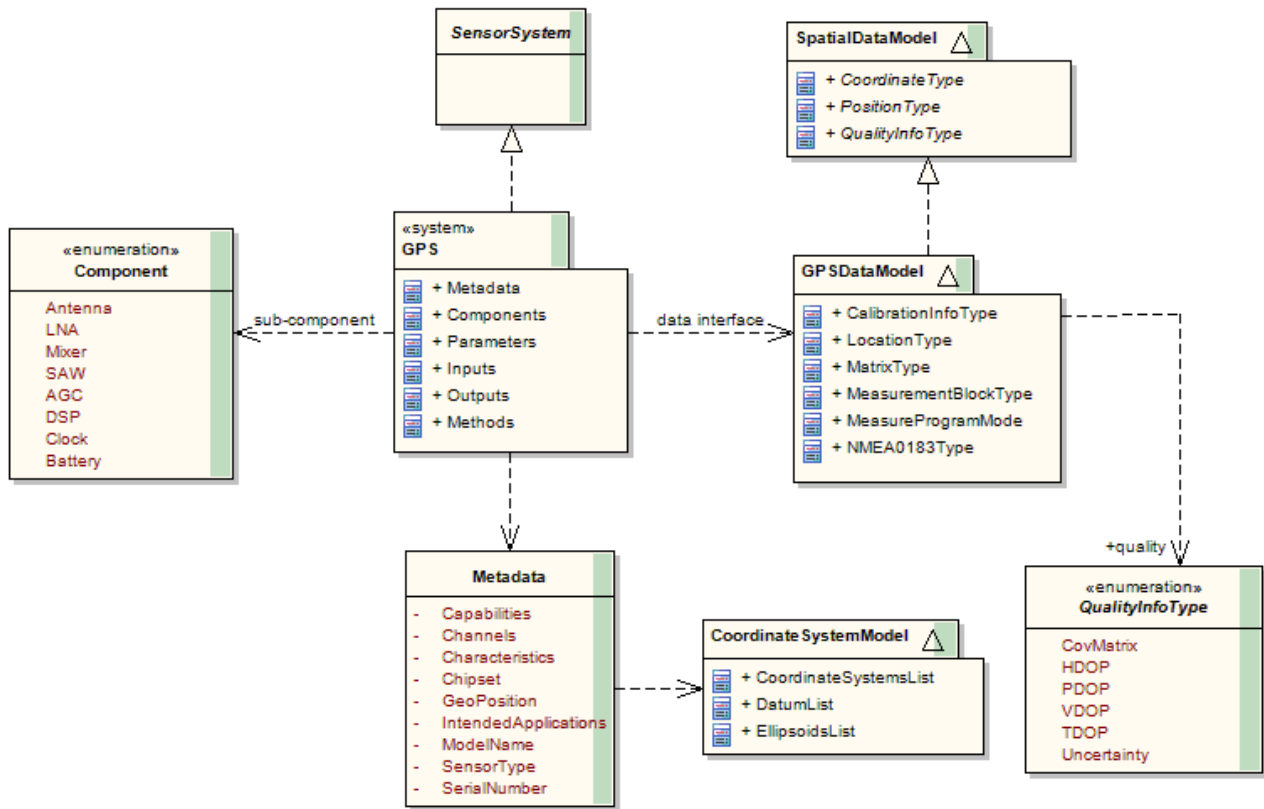 SensorSystem
SpatialDataModel
+ CoordinateType
+ PositionType
+ QualityInfoType
«enumeration»
Component
Antenna
LNA
Mixer
SAW
AGC
DSP
Clock
Battery
sub-component
«system»
GPS
+ Metadata
+ Components
+ Parameters
+ Inputs
+ Outputs
+ Methods
data interface
GPSDataModel
+ CalibrationInfoType
+ LocationType
+ MatrixType
+ MeasurementBlockType
+ MeasureProgramMode
+ NMEA0183Type
Metadata
- Capabilities
- Channels
- Characteristics
- Chipset
- GeoPosition
- IntendedApplications
- ModelName
- SensorType
- SerialNumber
CoordinateSystemModel
+ CoordinateSystemsList
+ DatumList
+ EllipsoidsList
+quality
«enumeration»
QualityInfoType
CovMatrix
HDOP
PDOP
VDOP
TDOP
Uncertainty